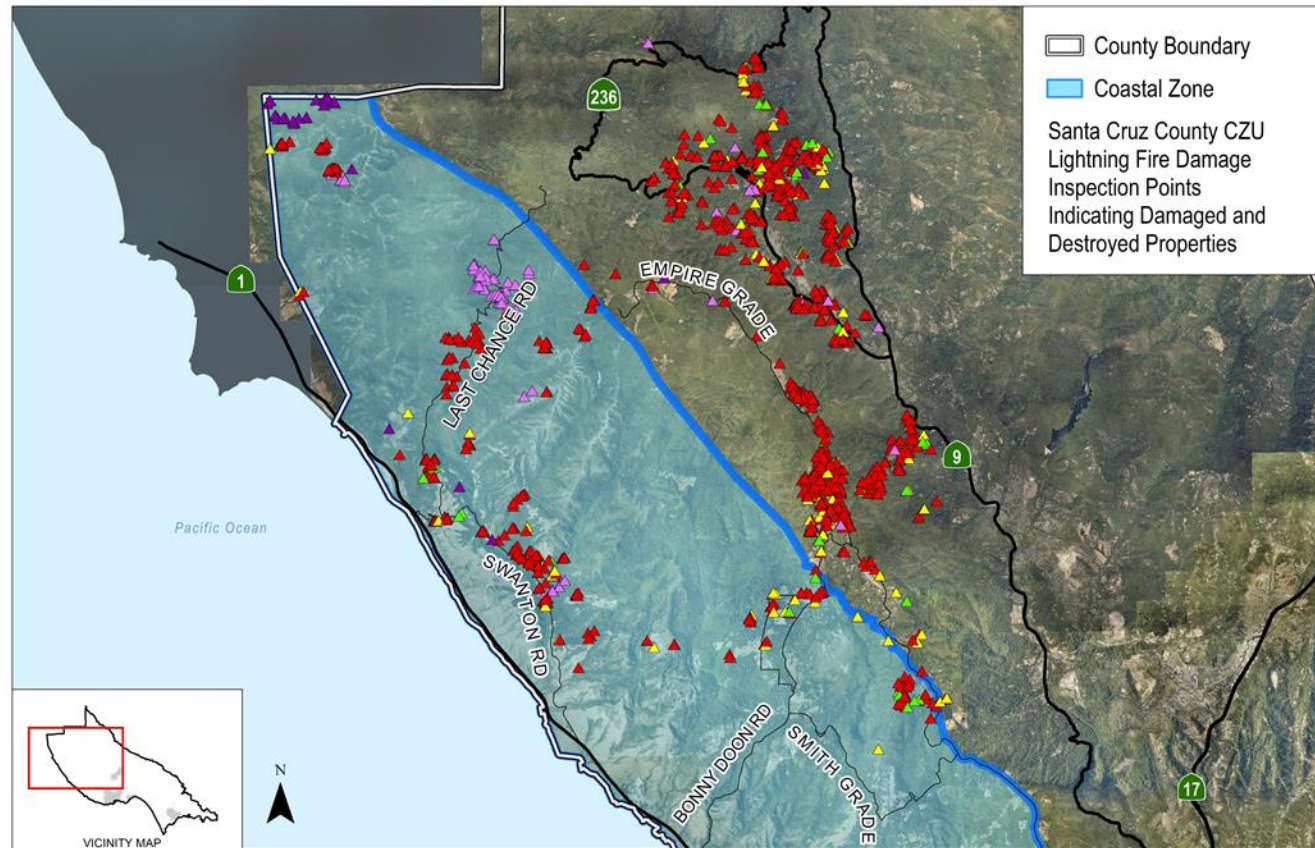 County Boundary
Coastal Zone
Santa Cruz County CZU
Lightning Fire Damage
Inspection Points
Indicating Damaged and
Destroyed Properties
236
1
EMPIRE GRADE
LAST CHANCE RD
9
Pacific Ocean
SWANTON RD
BONNY DOON RD
SMITH GRADE
17
N
VICINITY MAP